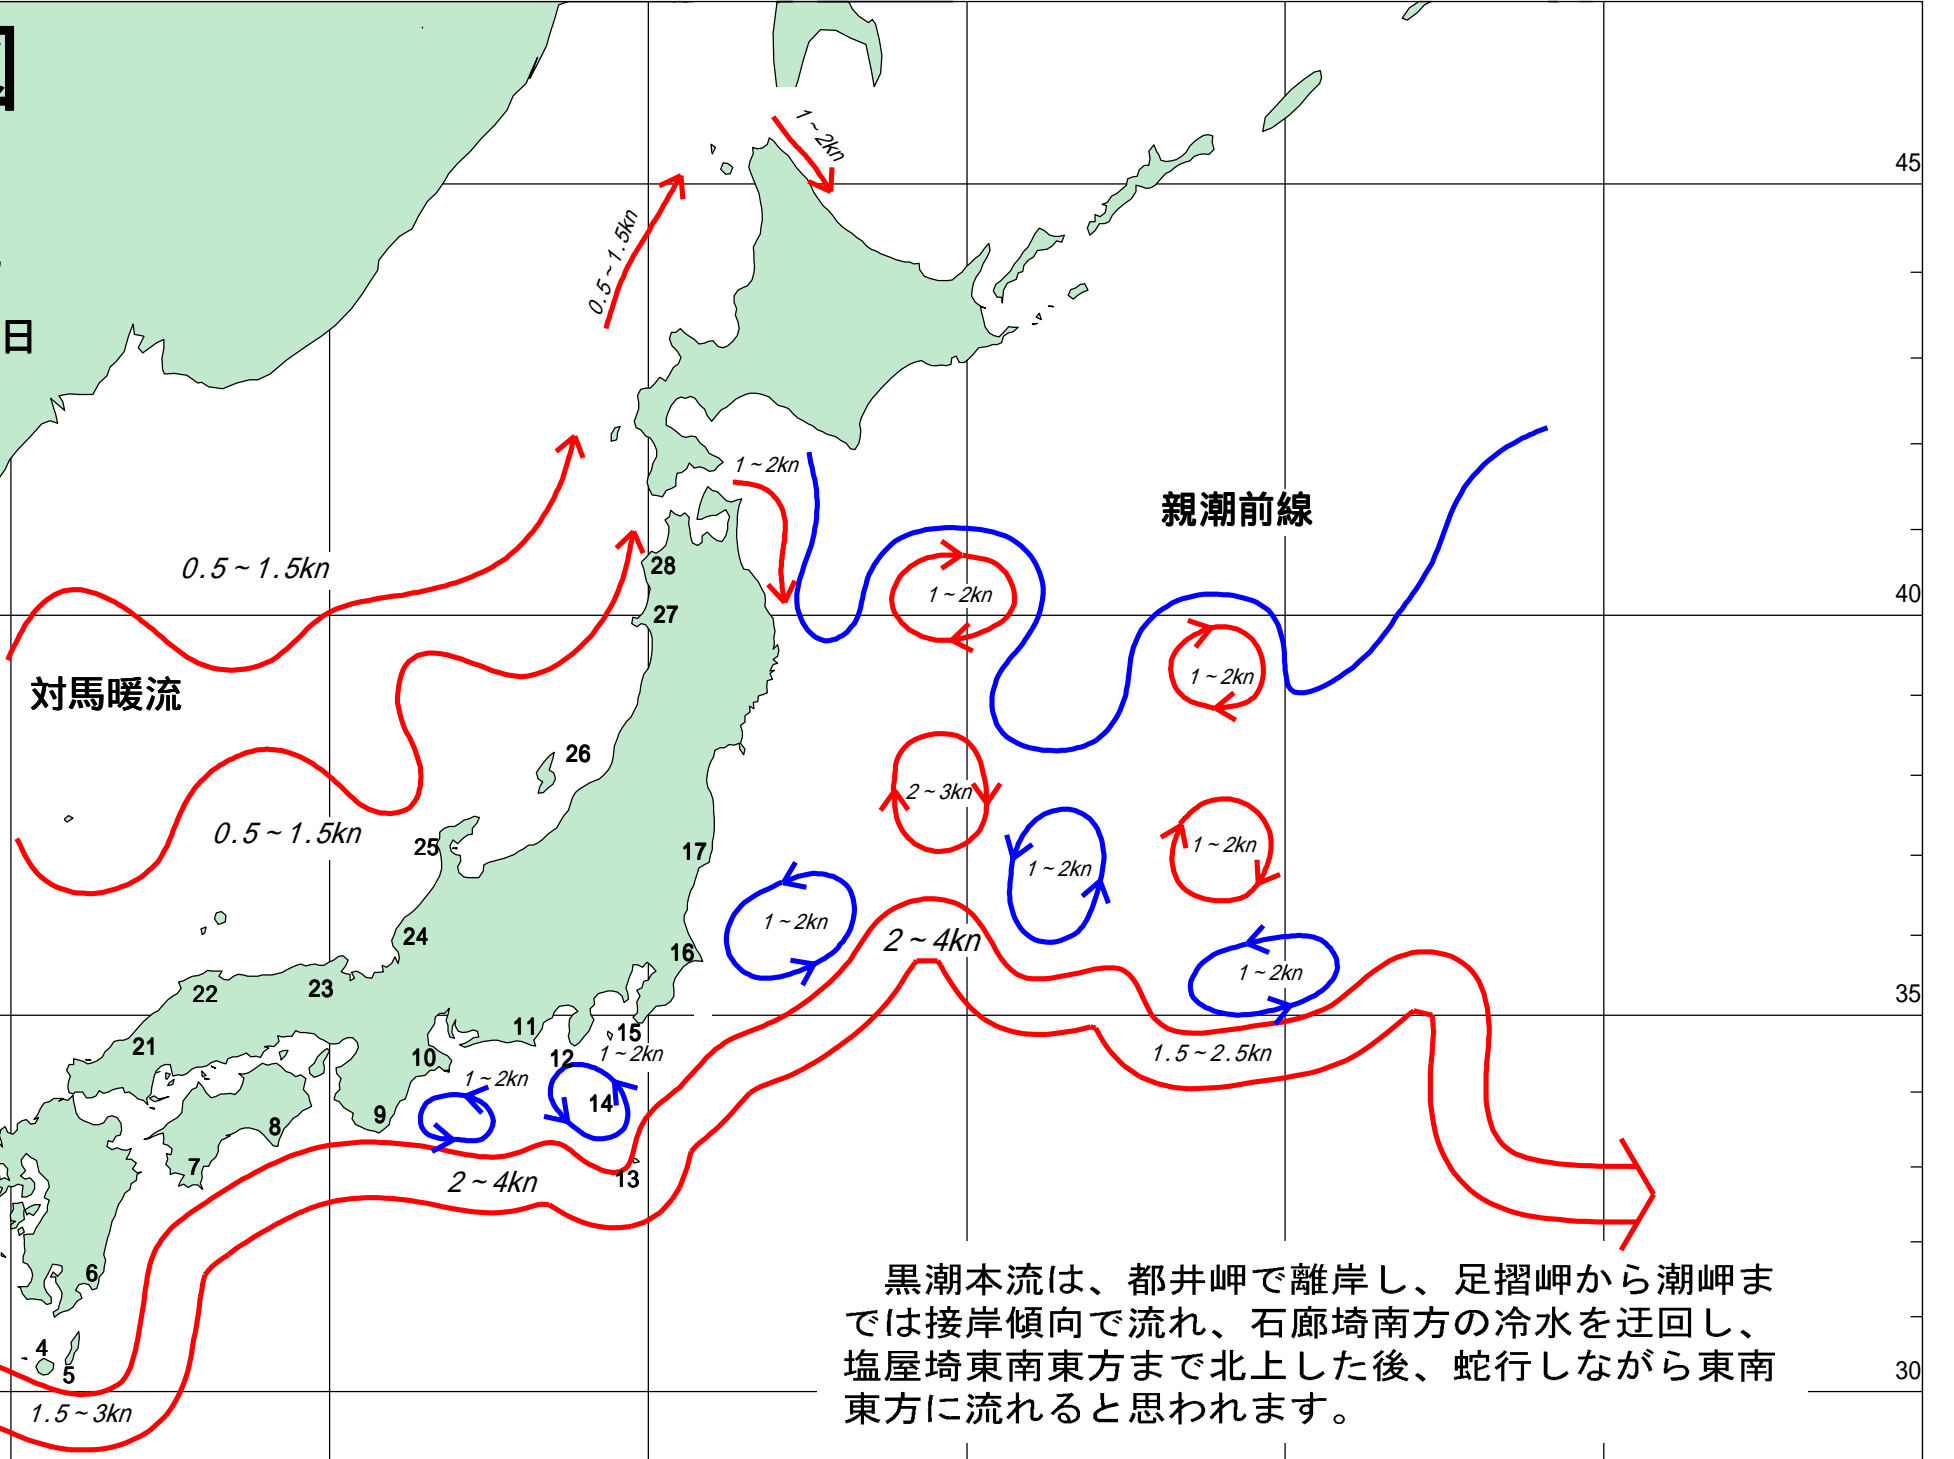 日
1~2kn
45
0.5~1.5kn
1~2kn
親潮前線
0.5~1.5kn
28
1~2kn
40
27
1~2kn
対馬暖流
26
2~3kn
0.5~1.5kn
25
17
1~2kn
1~2kn
1~2kn
24
2~4kn
16
1~2kn
22
23
35
11
15
21
10
12
1~2kn
1.5~2.5kn
1~2kn
14
9
8
7
2~4kn
13
6
黒潮本流は、都井岬で離岸し、足摺岬から潮岬ま
では接岸傾向で流れ、石廊埼南方の冷水を迂回し、
塩屋埼東南東方まで北上した後、蛇行しながら東南
東方に流れると思われます。
4
5
30
1.5~3kn